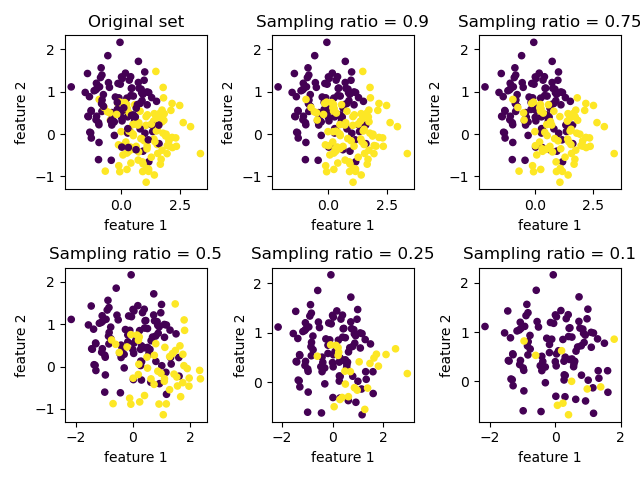 Original set
Sampling ratio = 0.9
Sampling ratio = 0.75
feature 2
2
1
0
−1
0.0
2.5
feature 1
feature 2
2
1
0
−1
0.0
2.5
feature 1
feature 2
2
1
0
−1
0.0
2.5
feature 1
Sampling ratio = 0.5
Sampling ratio = 0.25
Sampling ratio = 0.1
feature 2
2
1
0
−1
−2
0
2
feature 1
feature 2
2
1
0
−2
0
2
feature 1
feature 2
2
1
0
−2
0
2
feature 1